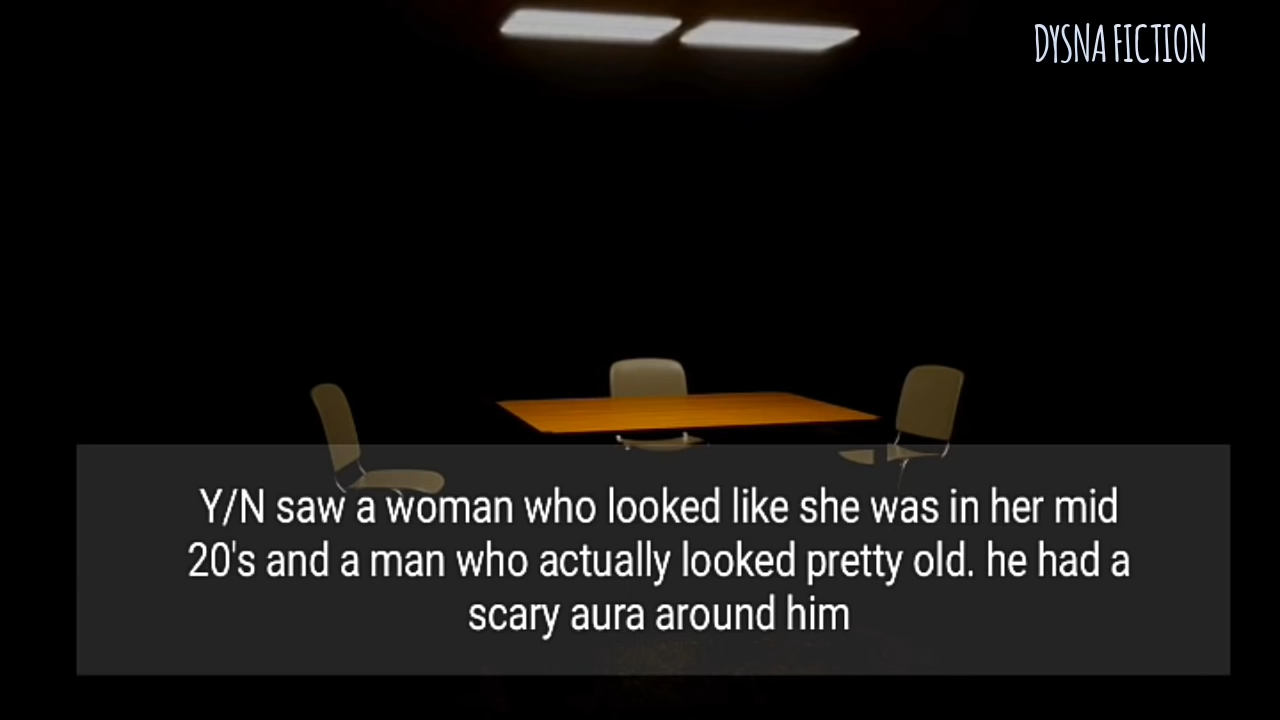 DYSNA FICTION
Y/N saw a woman who looked like she was in her mid
20's and a man who actually looked pretty old. he had a
scary aura around him